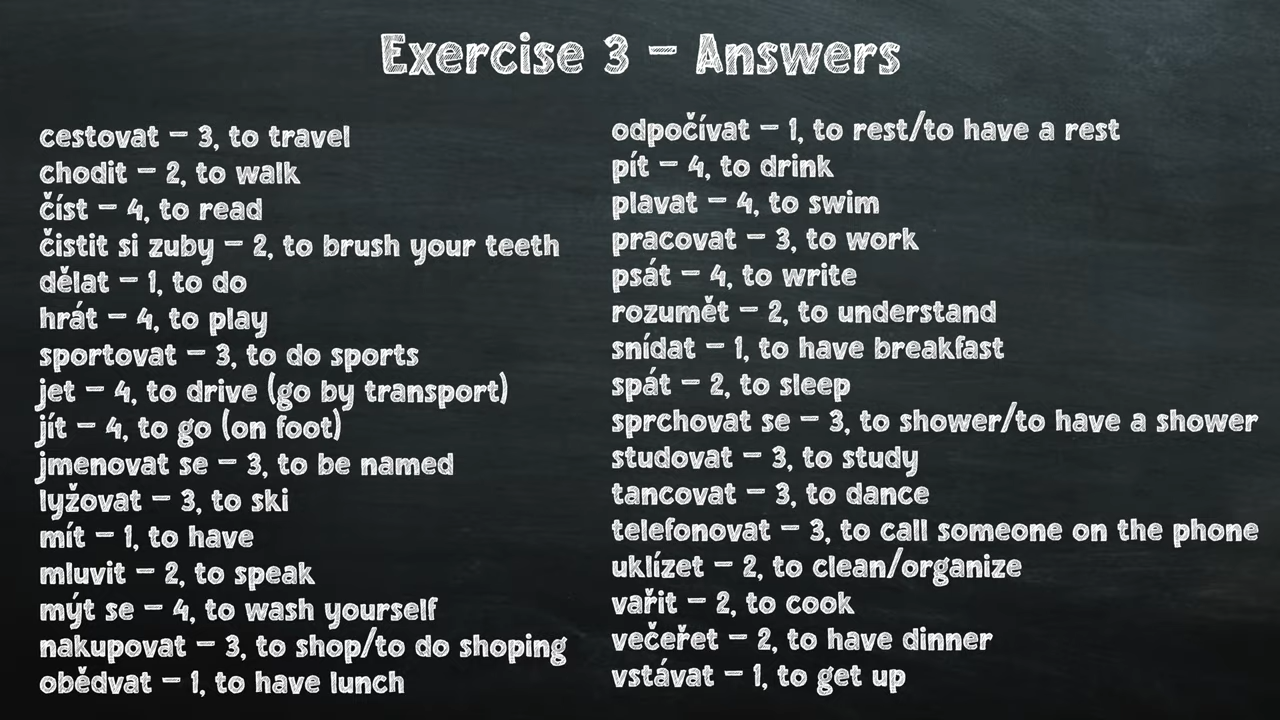 Exercise 3 – Answers
cestovat – 3, to travel
chodit – 2, to walk
číst – 4, to read
čistit si zuby – 2, to brush your teeth
dělat – 1, to do
hrát – 4, to play
sportovat – 3, to do sports
jet – 4, to drive (go by transport)
jít – 4, to go (on foot)
jmenovat se – 3, to be named
lyžovat – 3, to ski
mít – 1, to have
mluvit – 2, to speak
mýt se – 4, to wash yourself
nakupovat – 3, to shop/to do shoping
obědvat – 1, to have lunch
odpočívat – 1, to rest/to have a rest
pít – 4, to drink
plavat – 4, to swim
pracovat – 3, to work
psát – 4, to write
rozumět – 2, to understand
snídat – 1, to have breakfast
spát – 2, to sleep
sprchovat se – 3, to shower/to have a shower
studovat – 3, to study
tancovat – 3, to dance
telefonovat – 3, to call someone on the phone
uklízet – 2, to clean/organize
vařit – 2, to cook
večeřet – 2, to have dinner
vstávat – 1, to get up